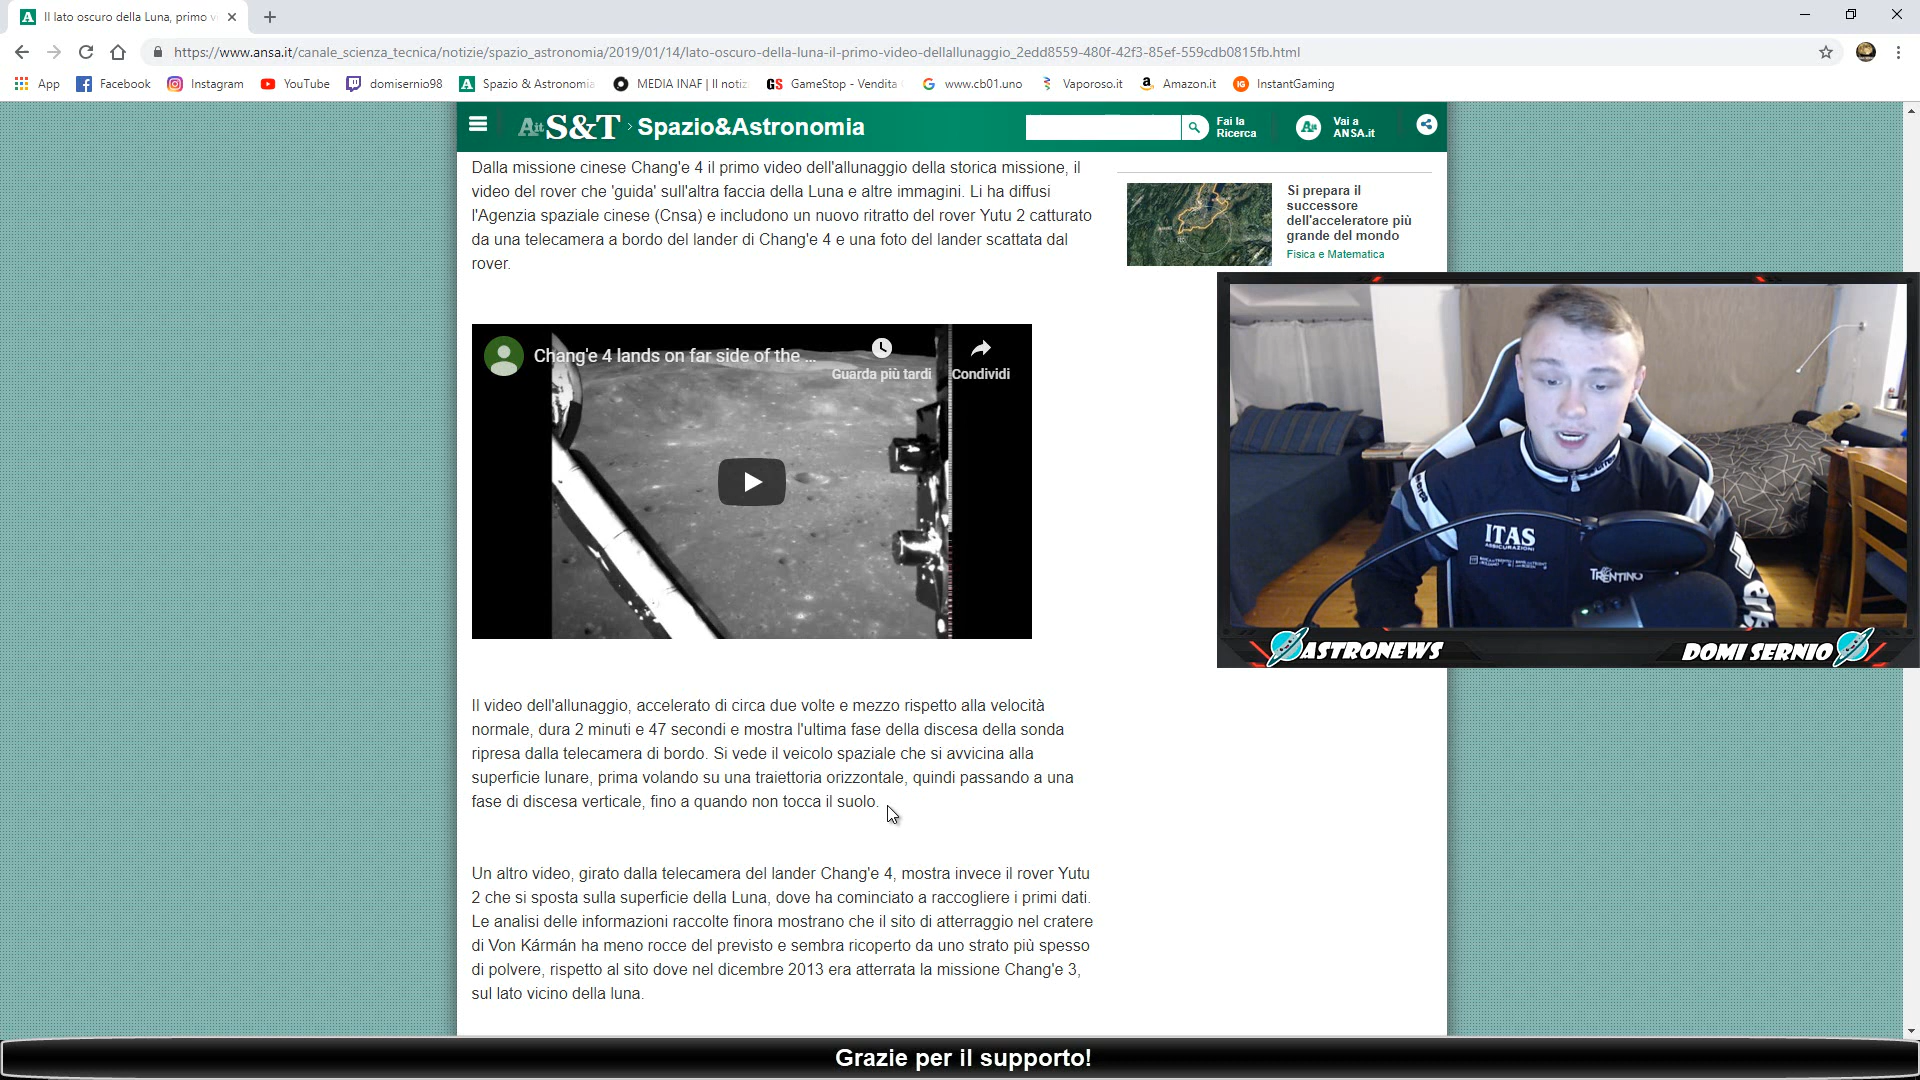 Il lato oscuro della Luna, primo v
https://www.ansa.it/canale_scienza_tecnica/notizie/spazio_astronomia/2019/01/14/lato-oscuro-della-luna-il-primo-video-dellallunaggio_2edd8559-480f-42f3-85ef-559cdb0815fb.html
App Facebook Instagram YouTube domisernio98 Spazio & Astronomia MEDIA INAF | Il notiz GameStop - Vendita www.cb01.uno Vaporoso.it Amazon.it InstantGaming
Ait S&T › Spazio&Astronomia
Fai la
Ricerca
Vai a
ANSA.it
Dalla missione cinese Chang'e 4 il primo video dell'allunaggio della storica missione, il
video del rover che 'guida' sull'altra faccia della Luna e altre immagini. Li ha diffusi
l'Agenzia spaziale cinese (Cnsa) e includono un nuovo ritratto del rover Yutu 2 catturato
da una telecamera a bordo del lander di Chang'e 4 e una foto del lander scattata dal
rover.
Si prepara il
successore
dell'acceleratore più
grande del mondo
Fisica e Matematica
Chang'e 4 lands on far side of the ...
Guarda più tardi
Condividi
ITAS
ASSICURAZIONI
TRENTINO
ASTRONEWS
DOMI SERNIO
Il video dell'allunaggio, accelerato di circa due volte e mezzo rispetto alla velocità
normale, dura 2 minuti e 47 secondi e mostra l'ultima fase della discesa della sonda
ripresa dalla telecamera di bordo. Si vede il veicolo spaziale che si avvicina alla
superficie lunare, prima volando su una traiettoria orizzontale, quindi passando a una
fase di discesa verticale, fino a quando non tocca il suolo.
Un altro video, girato dalla telecamera del lander Chang'e 4, mostra invece il rover Yutu
2 che si sposta sulla superficie della Luna, dove ha cominciato a raccogliere i primi dati.
Le analisi delle informazioni raccolte finora mostrano che il sito di atterraggio nel cratere
di Von Kármán ha meno rocce del previsto e sembra ricoperto da uno strato più spesso
di polvere, rispetto al sito dove nel dicembre 2013 era atterrata la missione Chang'e 3,
sul lato vicino della luna.
Grazie per il supporto!